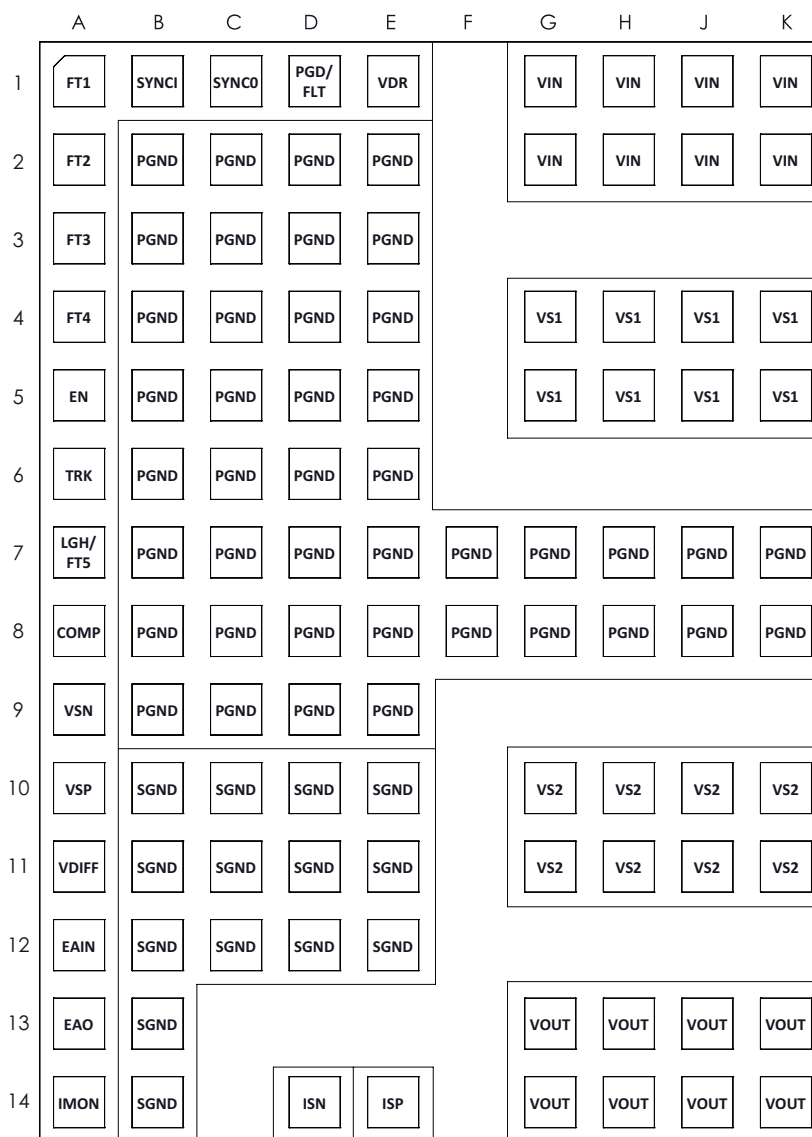 A B C D E F G H J K
1 FT1 SYNCI SYNC0 PGD/ FLT VDR VIN VIN VIN VIN
2 FT2 PGND PGND PGND PGND VIN VIN VIN VIN
3 FT3 PGND PGND PGND PGND
4 FT4 PGND PGND PGND PGND VS1 VS1 VS1 VS1
5 EN PGND PGND PGND PGND VS1 VS1 VS1 VS1
6 TRK PGND PGND PGND PGND
7 LGH/ FT5 PGND PGND PGND PGND PGND PGND PGND PGND PGND
8 COMP PGND PGND PGND PGND PGND PGND PGND PGND PGND
9 VSN PGND PGND PGND PGND
10 VSP SGND SGND SGND SGND VS2 VS2 VS2 VS2
11 VDIFF SGND SGND SGND SGND VS2 VS2 VS2 VS2
12 EAIN SGND SGND SGND SGND
13 EAO SGND VOUT VOUT VOUT VOUT
14 IMON SGND ISN ISP VOUT VOUT VOUT VOUT